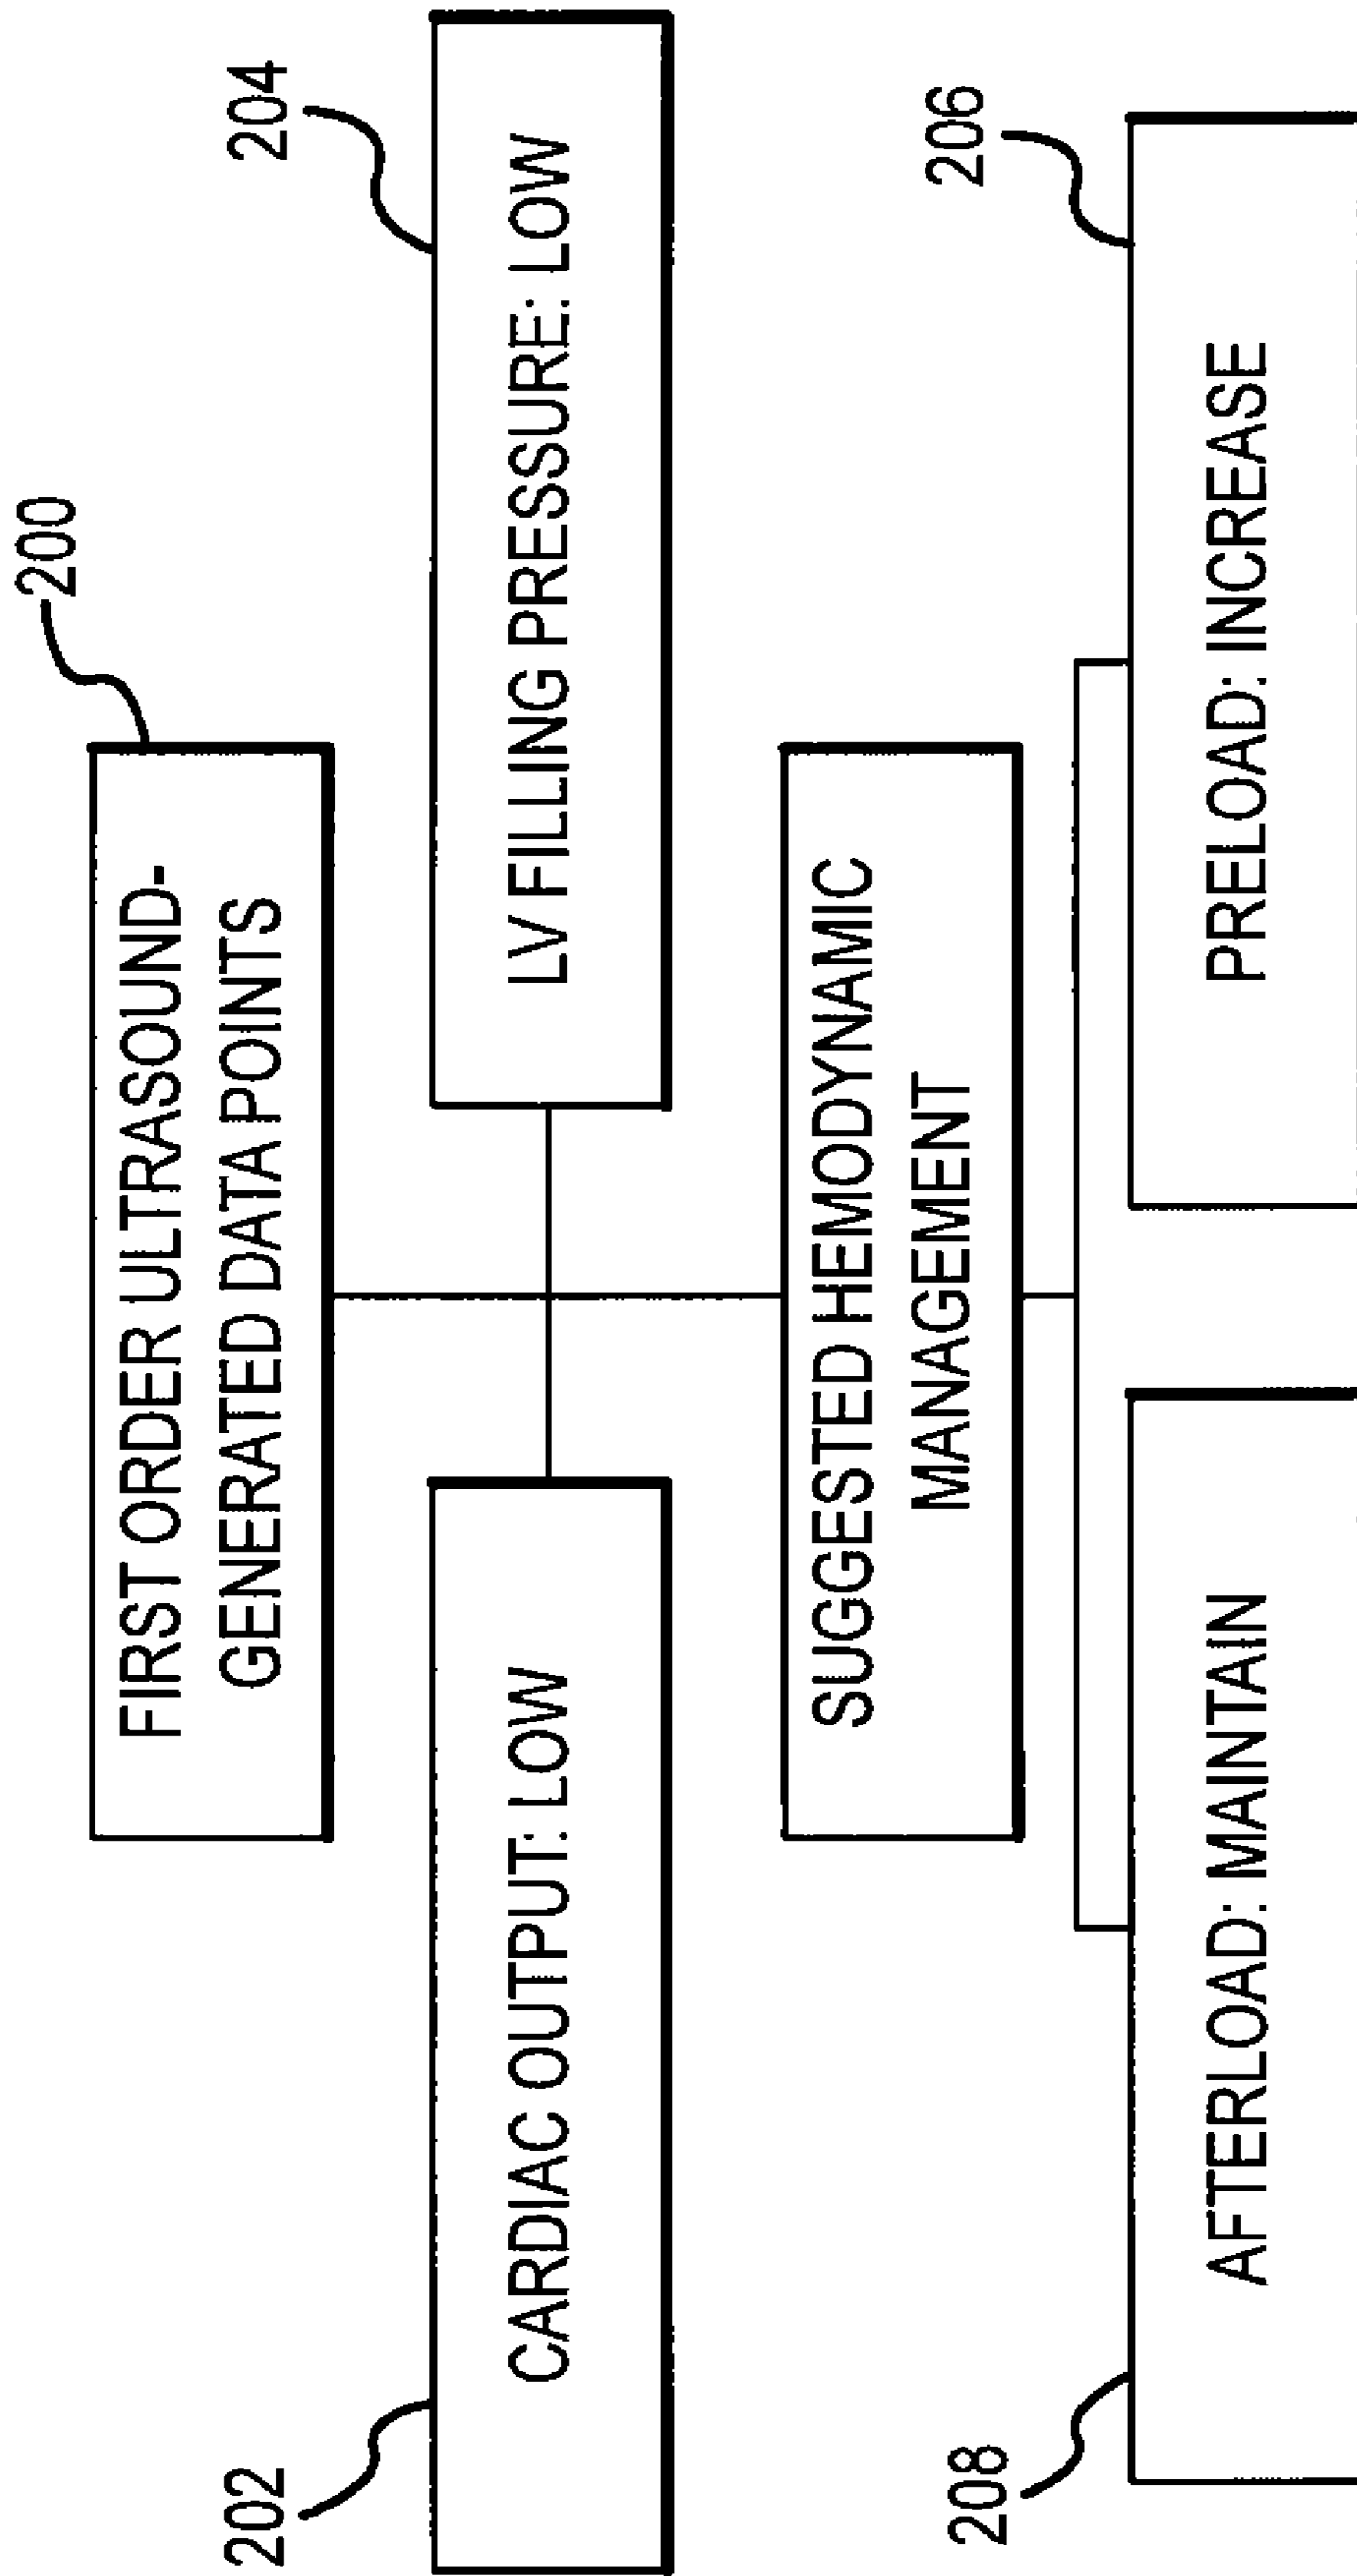 200
FIRST ORDER ULTRASOUND-
GENERATED DATA POINTS
202
204
CARDIAC OUTPUT: LOW
LV FILLING PRESSURE: LOW
SUGGESTED HEMODYNAMIC
MANAGEMENT
208
206
AFTERLOAD: MAINTAIN
PRELOAD: INCREASE